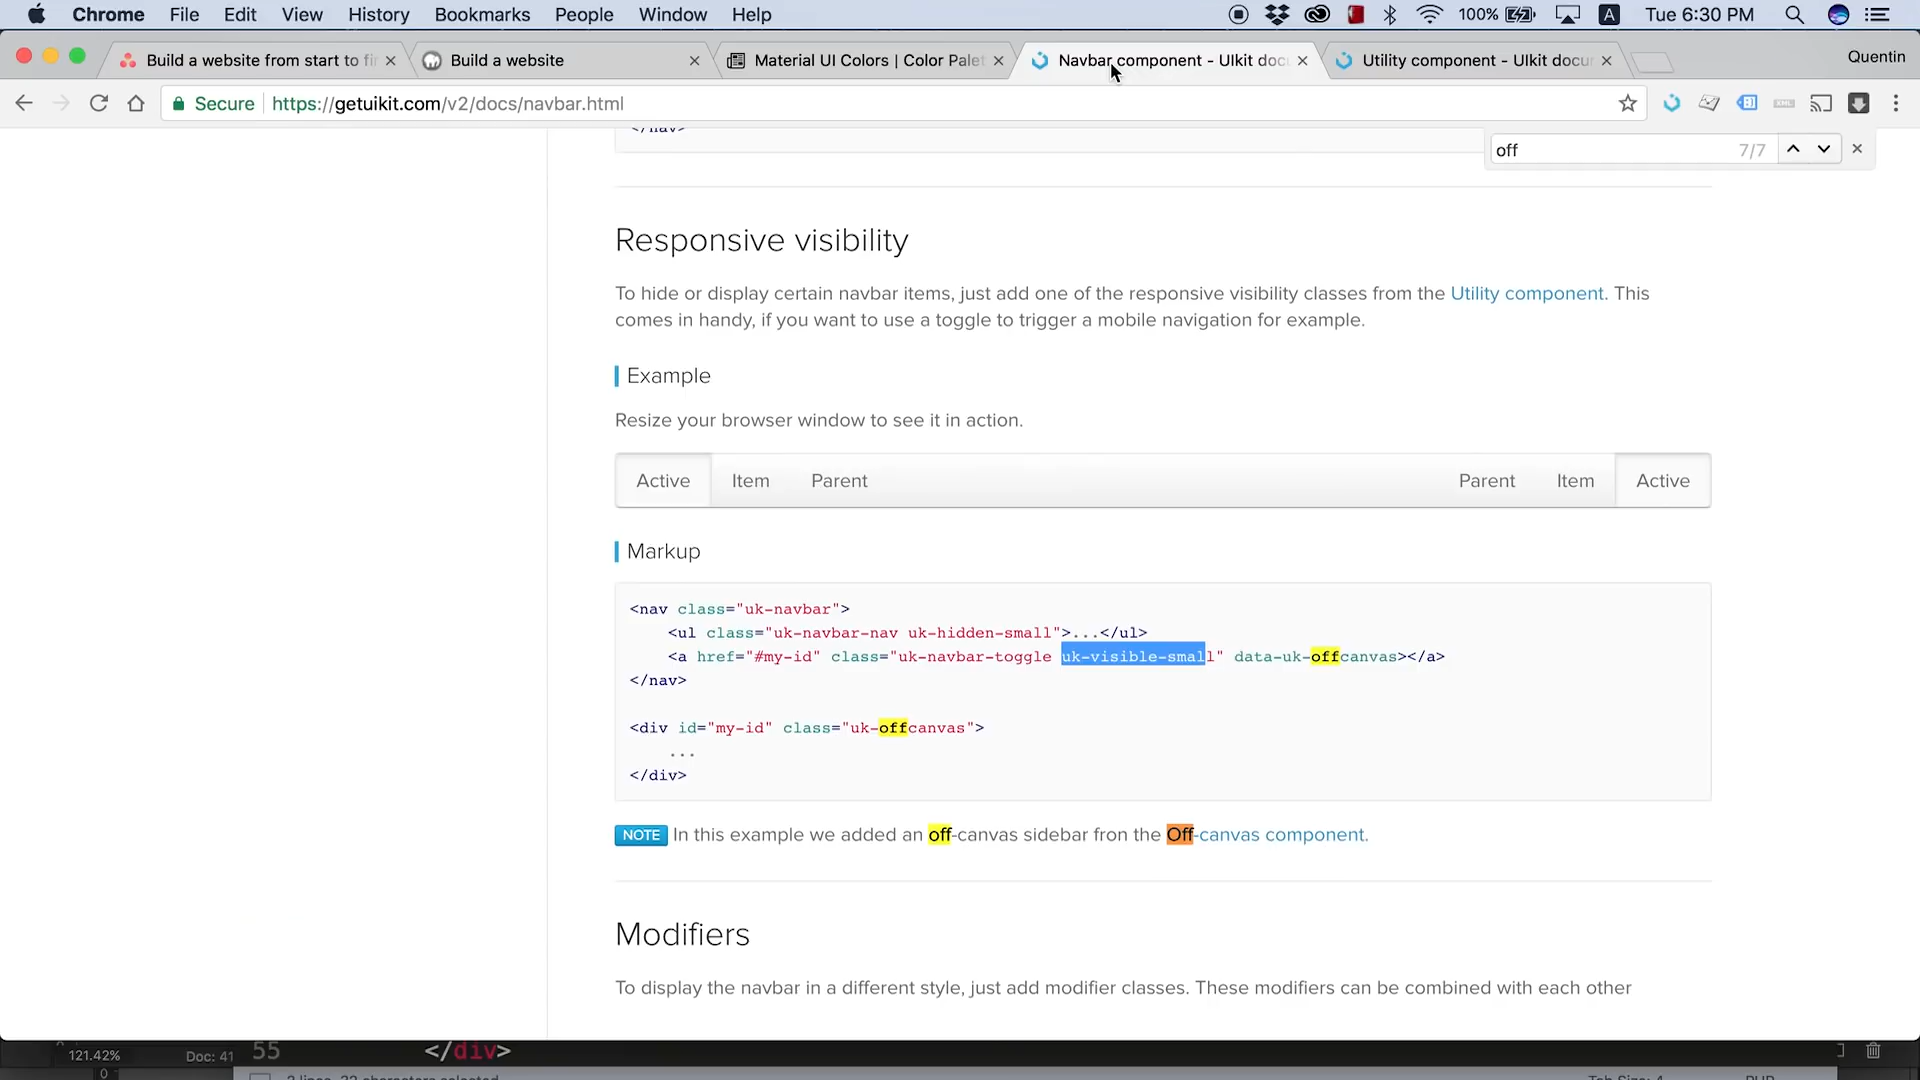 Chrome File Edit View History Bookmarks People Window Help 100% A Tue 6:30 PM
Build a website from start to fi Build a website Material UI Colors | Color Palet Navbar component - UIkit doc Utility component - UIkit docu Quentin
Secure https://getuikit.com/v2/docs/navbar.html
</nav>
off 7/7
Responsive visibility
To hide or display certain navbar items, just add one of the responsive visibility classes from the Utility component. This
comes in handy, if you want to use a toggle to trigger a mobile navigation for example.
Example
Resize your browser window to see it in action.
Active Item Parent Parent Item Active
Markup
<nav class="uk-navbar">
<ul class="uk-navbar-nav uk-hidden-small">...</ul>
<a href="#my-id" class="uk-navbar-toggle uk-visible-small" data-uk-offcanvas></a>
</nav>
<div id="my-id" class="uk-offcanvas">
...
</div>
NOTE In this example we added an off-canvas sidebar fron the Off-canvas component.
Modifiers
To display the navbar in a different style, just add modifier classes. These modifiers can be combined with each other
121.42% Doc: 41 55 </div>
0